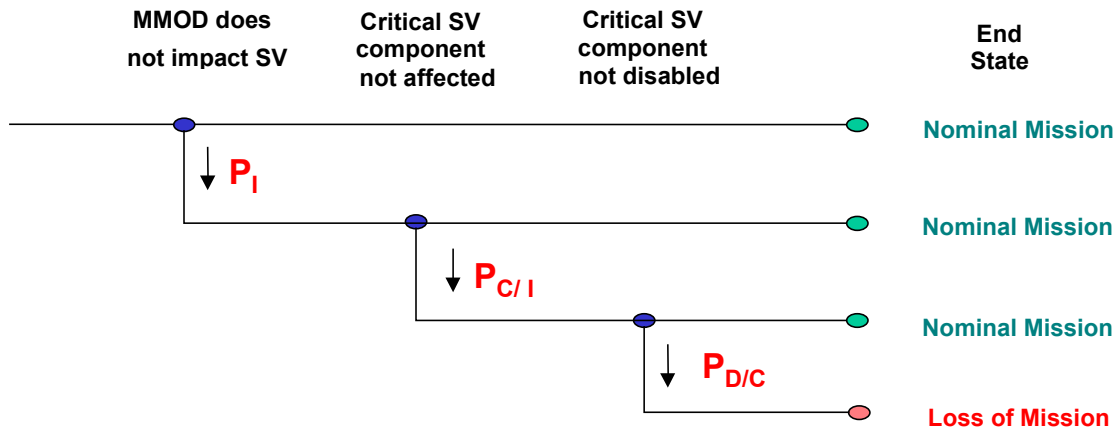 MMOD does
not impact SV
Critical SV
component
not affected
Critical SV
component
not disabled
End
State
Nominal Mission
P_I
Nominal Mission
P_C/ I
Nominal Mission
P_D/C
Loss of Mission